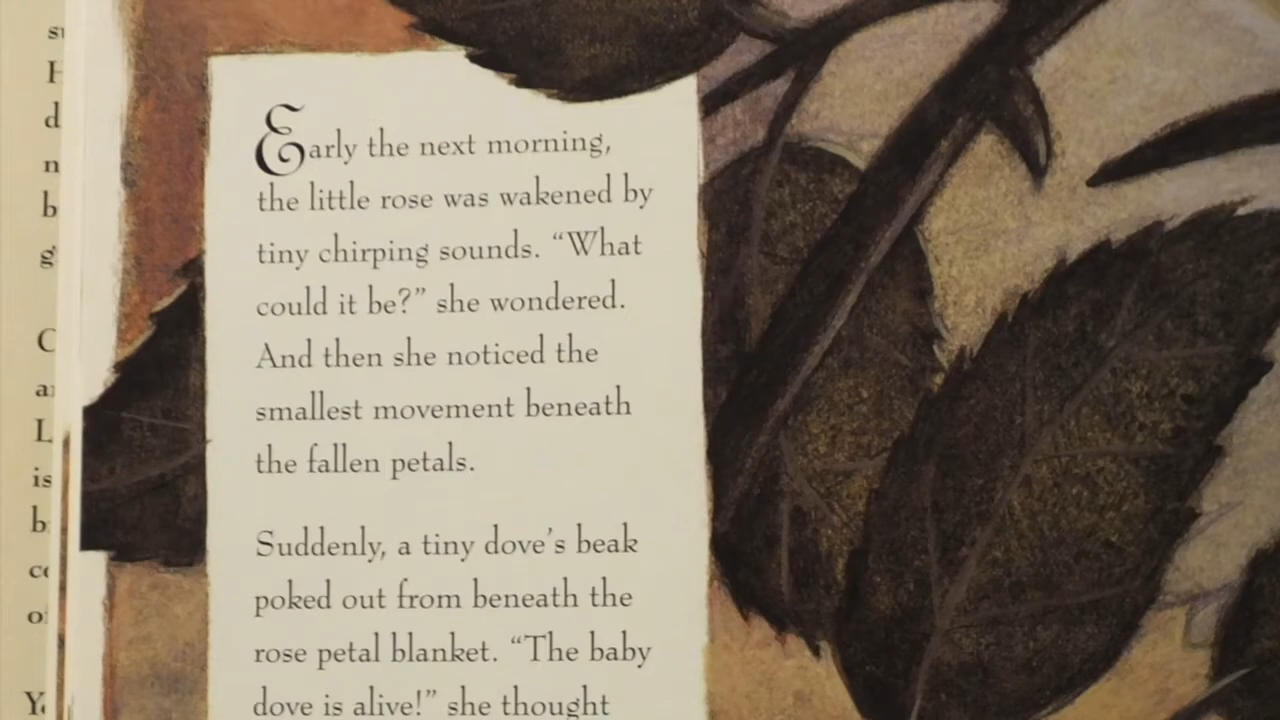 Early the next morning,
the little rose was wakened by
tiny chirping sounds. “What
could it be?” she wondered.
And then she noticed the
smallest movement beneath
the fallen petals.
Suddenly, a tiny dove’s beak
poked out from beneath the
rose petal blanket. “The baby
dove is alive!” she thought